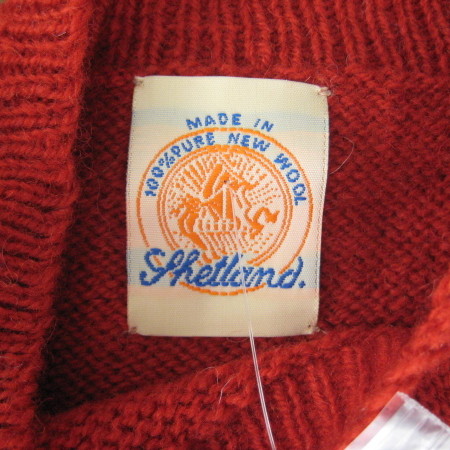 MADE IN
100% PURE NEW WOOL
Shetland.